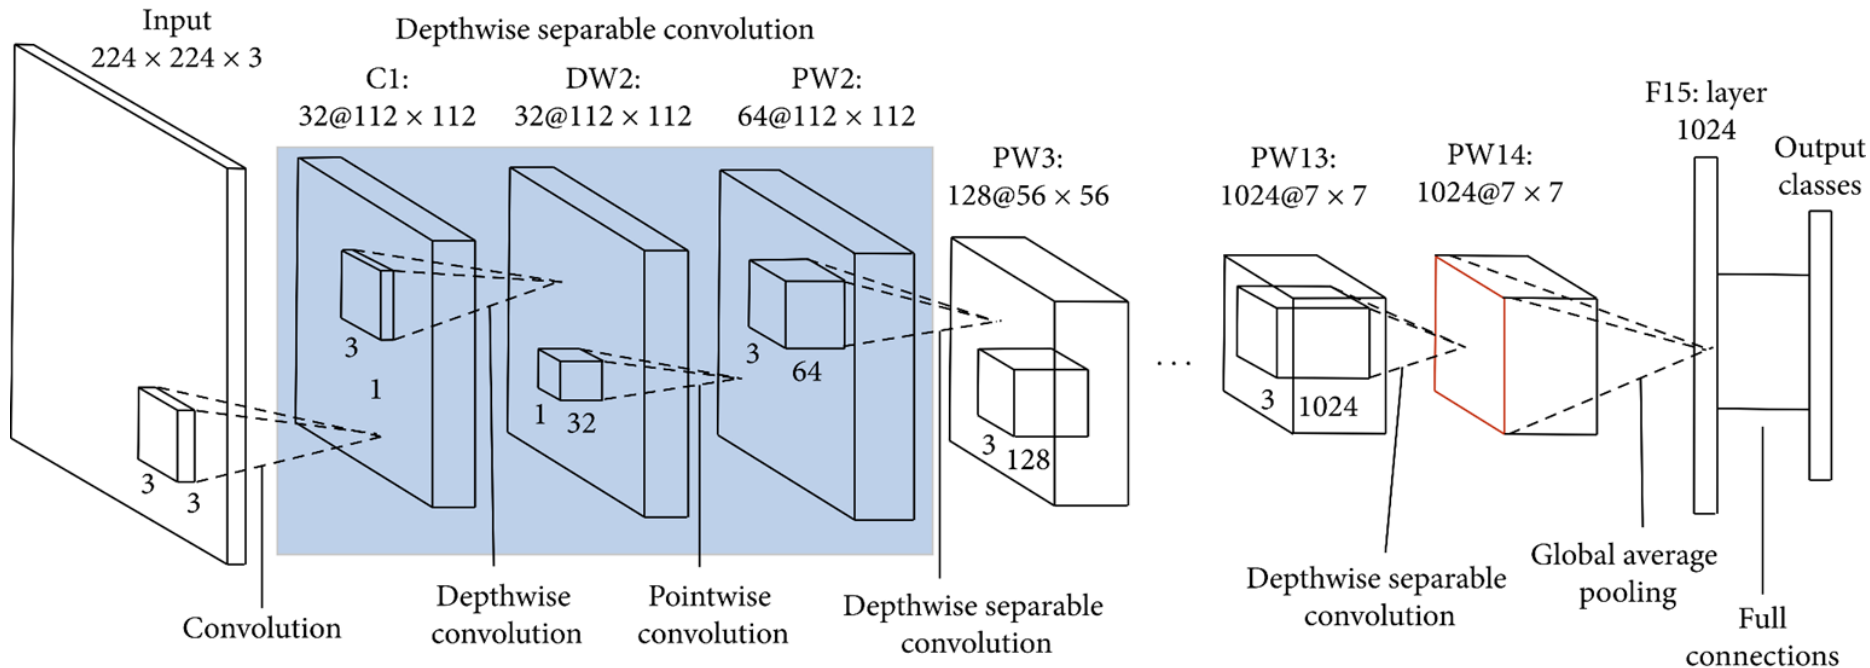 Input
224 × 224 × 3
Depthwise separable convolution
C1:
32@112 × 112
DW2:
32@112 × 112
PW2:
64@112 × 112
PW3:
128@56 × 56
PW13:
1024@7 × 7
PW14:
1024@7 × 7
F15: layer
1024
Output
classes
3
3
3
1
1
32
3
64
3
128
...
3
1024
Convolution
Depthwise
convolution
Pointwise
convolution
Depthwise separable
convolution
Depthwise separable
convolution
Global average
pooling
Full
connections